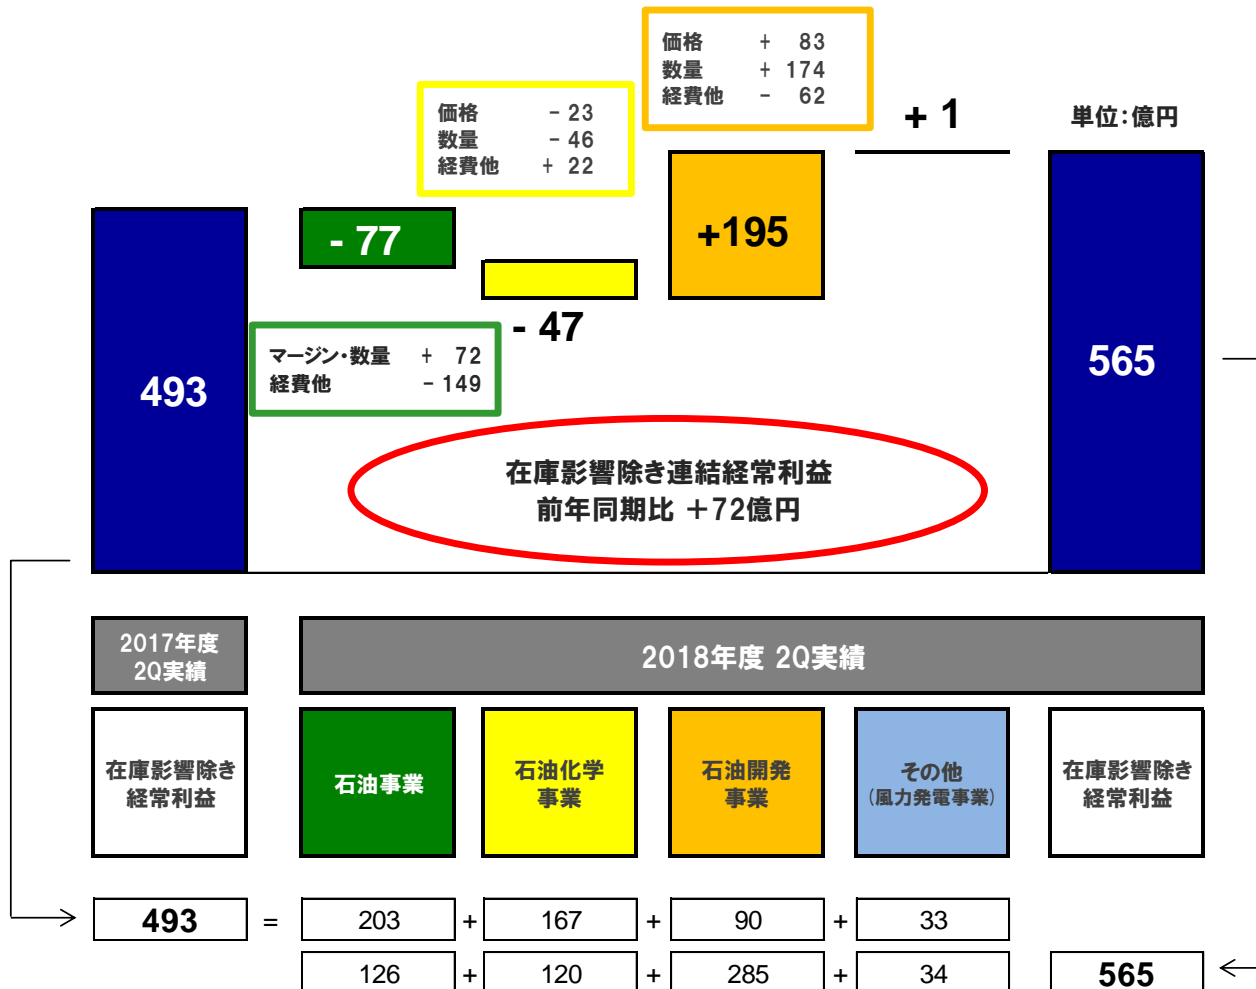 価格 + 83
数量 + 174
経費他 - 62
価格 - 23
数量 - 46
経費他 + 22
+ 1
単位：億円
- 77
+195
- 47
マージン・数量 + 72
経費他 - 149
493
565
在庫影響除き連結経常利益
前年同期比 ＋72億円
2017年度
2Q実績
2018年度 2Q実績
在庫影響除き
経常利益
石油事業
石油化学
事業
石油開発
事業
その他
(風力発電事業)
在庫影響除き
経常利益
493 = 203 + 167 + 90 + 33
126 + 120 + 285 + 34 565